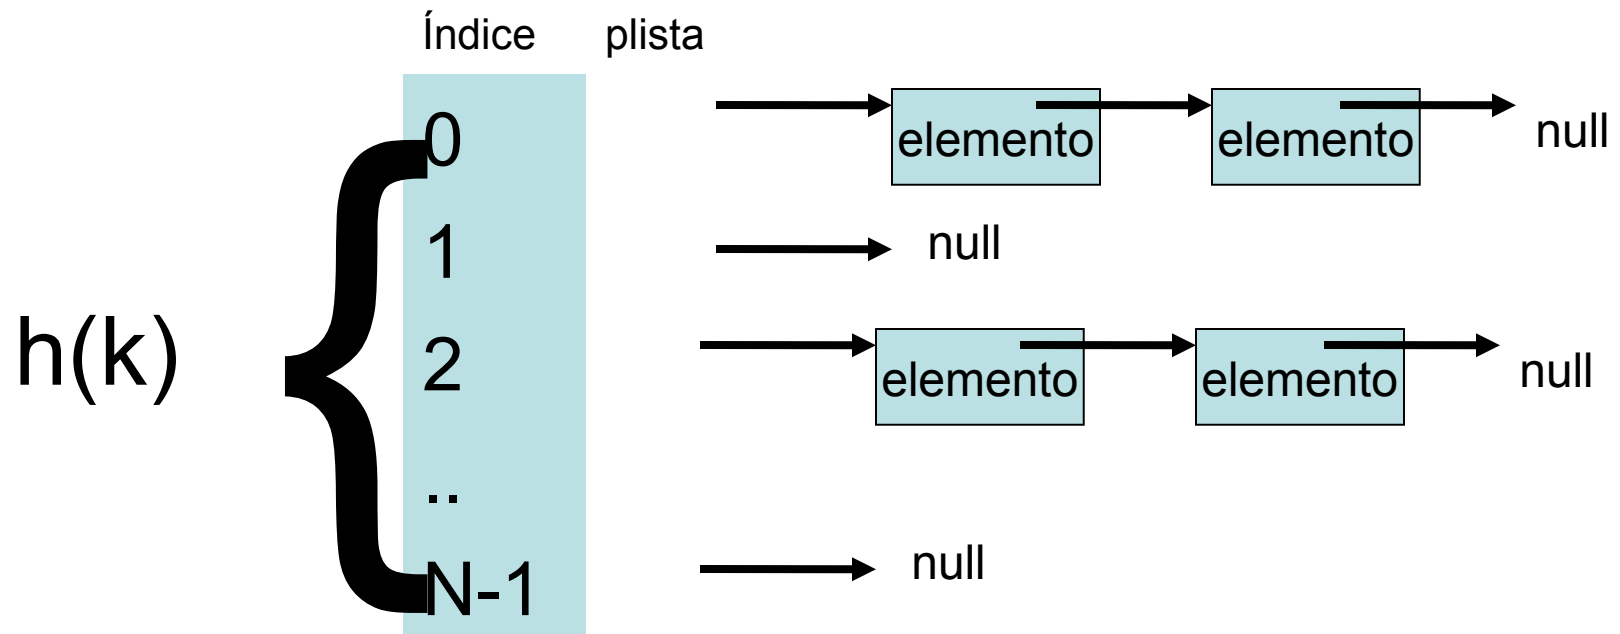 Índice plista
0 elemento elemento null
1 null
h(k) 2 elemento elemento null
..
N-1 null